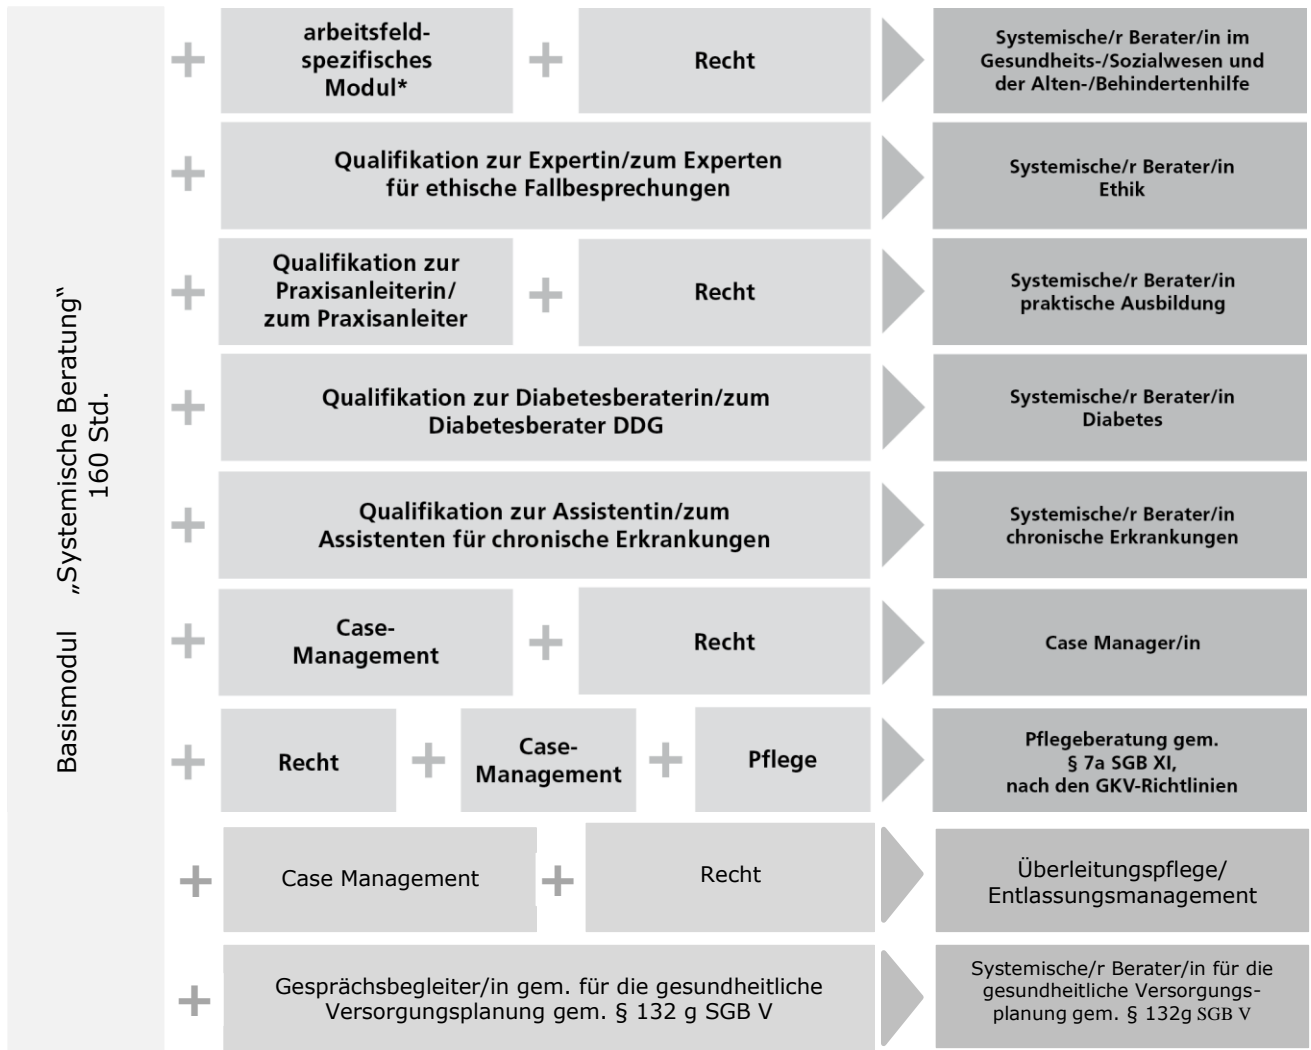 Basismodul „Systemische Beratung“
160 Std.
+
arbeitsfeld-
spezifisches
Modul*
+
Recht
Systemische/r Berater/in im
Gesundheits-/Sozialwesen und
der Alten-/Behindertenhilfe
+
Qualifikation zur Expertin/zum Experten
für ethische Fallbesprechungen
Systemische/r Berater/in
Ethik
+
Qualifikation zur
Praxisanleiterin/
zum Praxisanleiter
+
Recht
Systemische/r Berater/in
praktische Ausbildung
+
Qualifikation zur Diabetesberaterin/zum
Diabetesberater DDG
Systemische/r Berater/in
Diabetes
+
Qualifikation zur Assistentin/zum
Assistenten für chronische Erkrankungen
Systemische/r Berater/in
chronische Erkrankungen
+
Case-
Management
+
Recht
Case Manager/in
+
Recht
+
Case-
Management
+
Pflege
Pflegeberatung gem.
§ 7a SGB XI,
nach den GKV-Richtlinien
+
Case Management
+
Recht
Überleitungspflege/
Entlassungsmanagement
+
Gesprächsbegleiter/in gem. für die gesundheitliche
Versorgungsplanung gem. § 132 g SGB V
Systemische/r Berater/in für die
gesundheitliche Versorgungs-
planung gem. § 132g SGB V